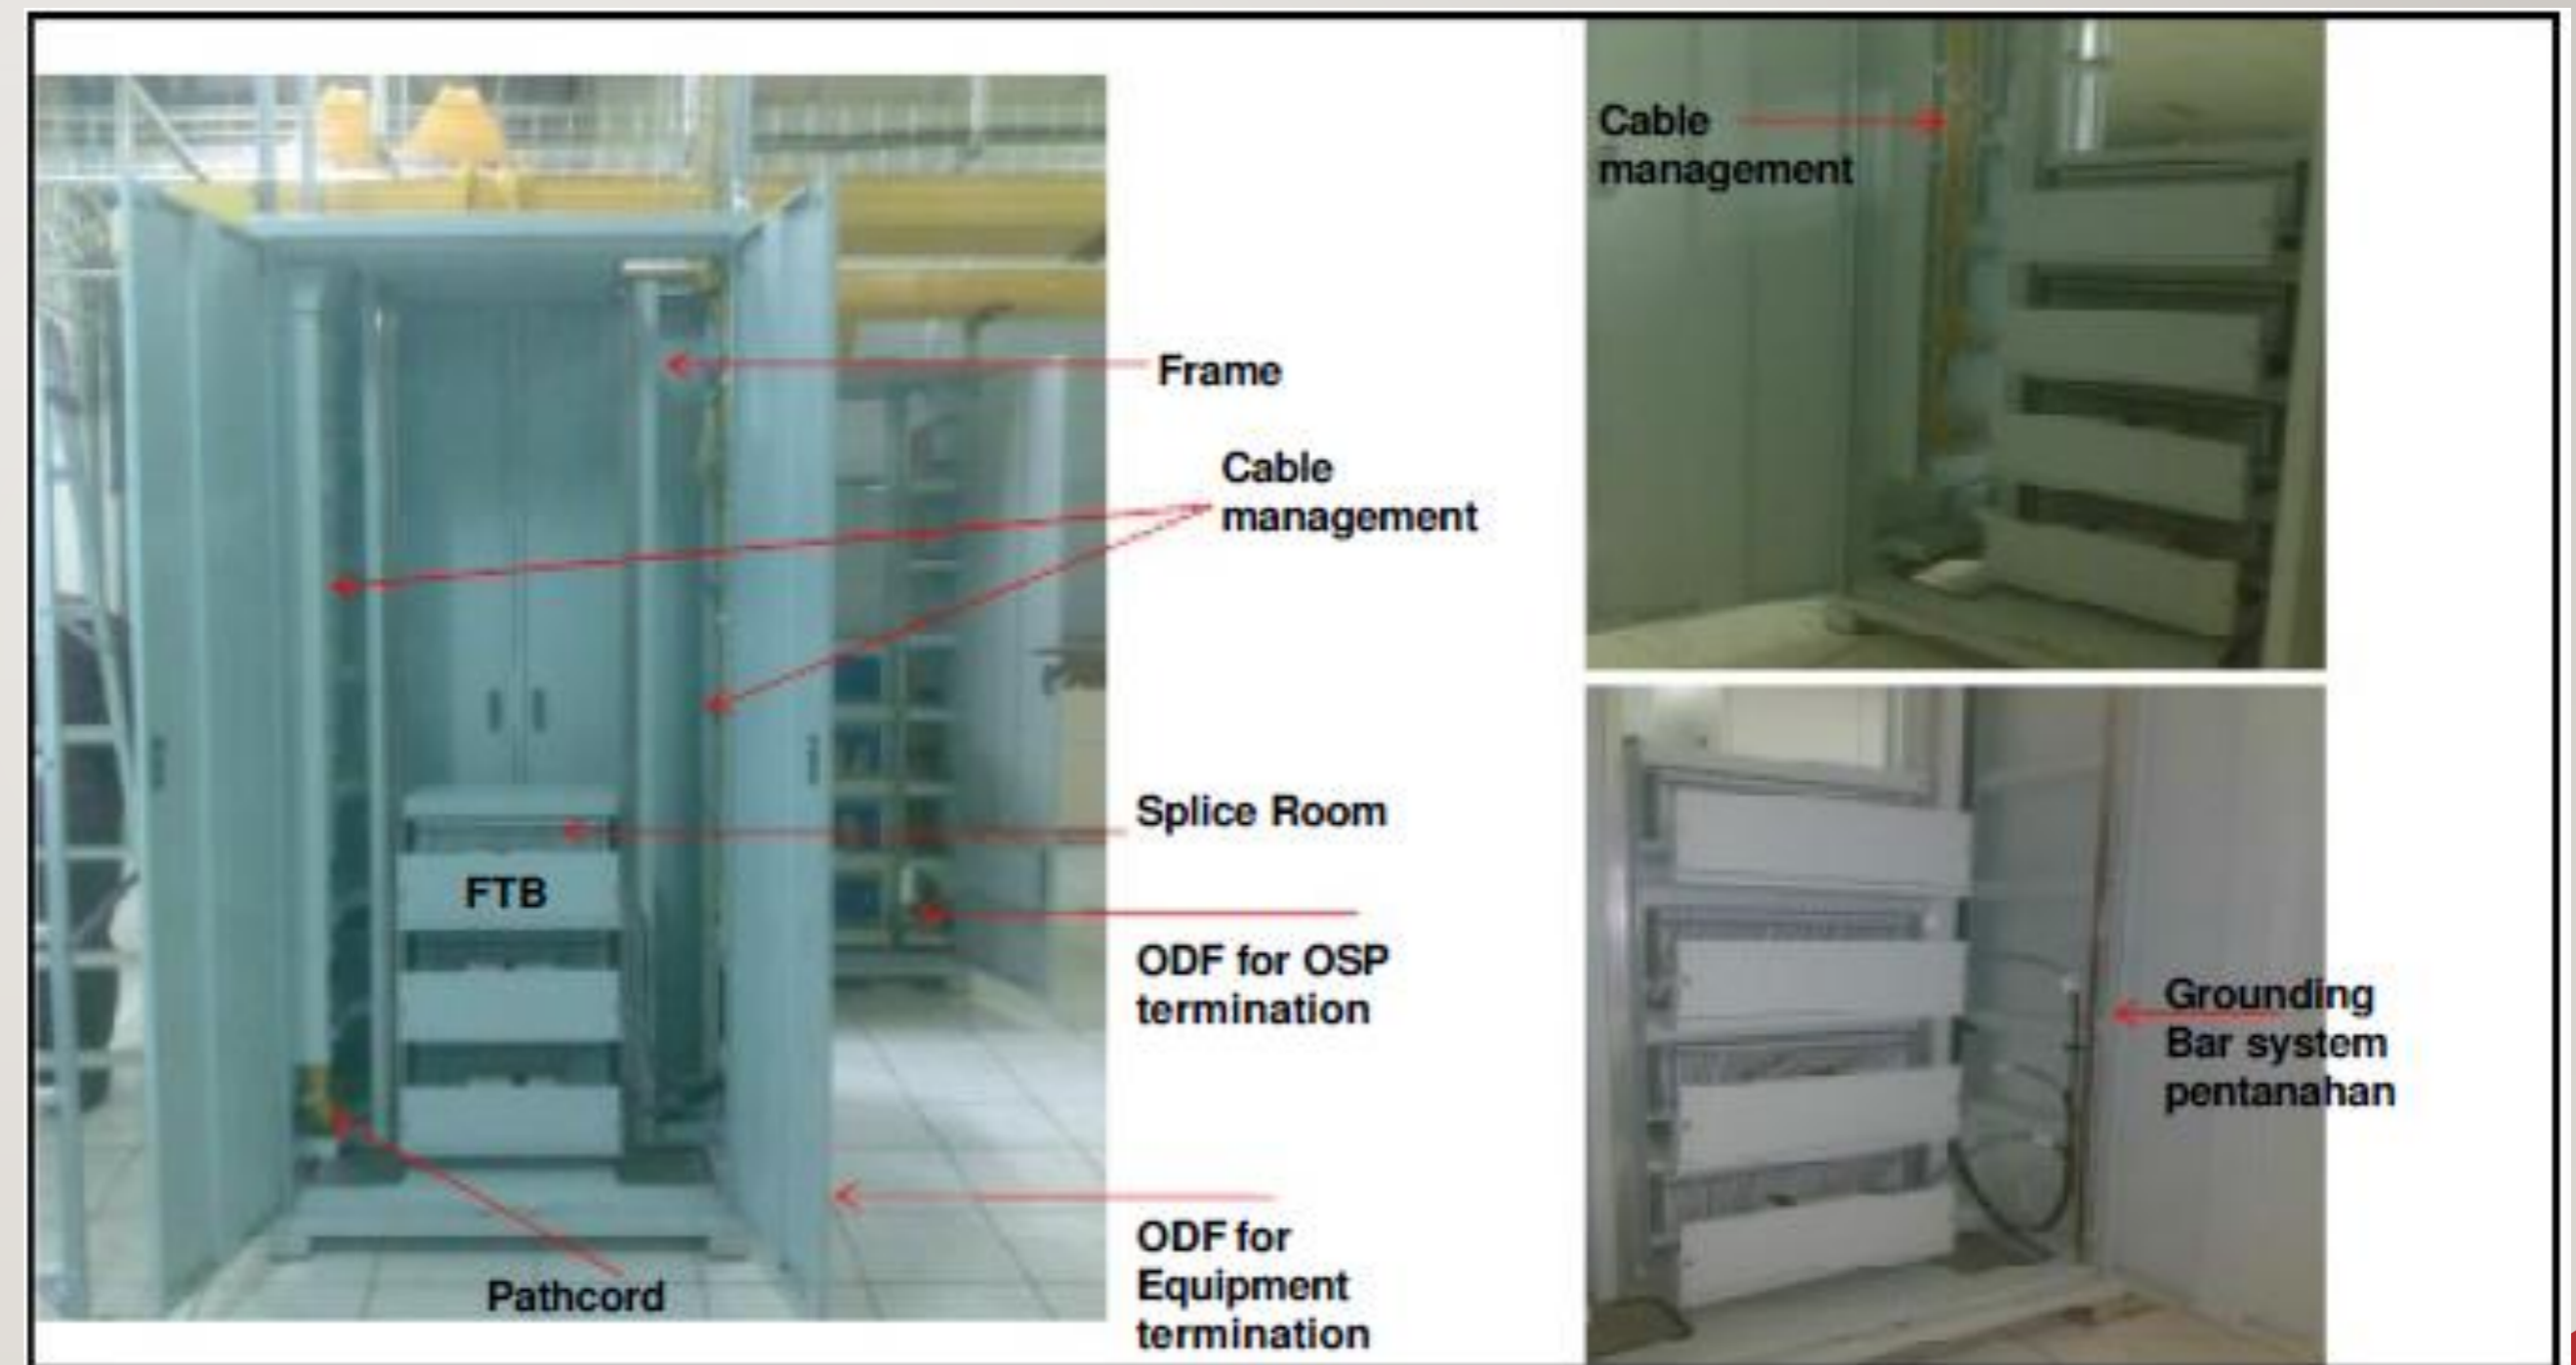 Frame
Cable
management
Splice Room
FTB
ODF for OSP
termination
ODF for
Equipment
termination
Pathcord
Cable
management
Grounding
Bar system
pentanahan